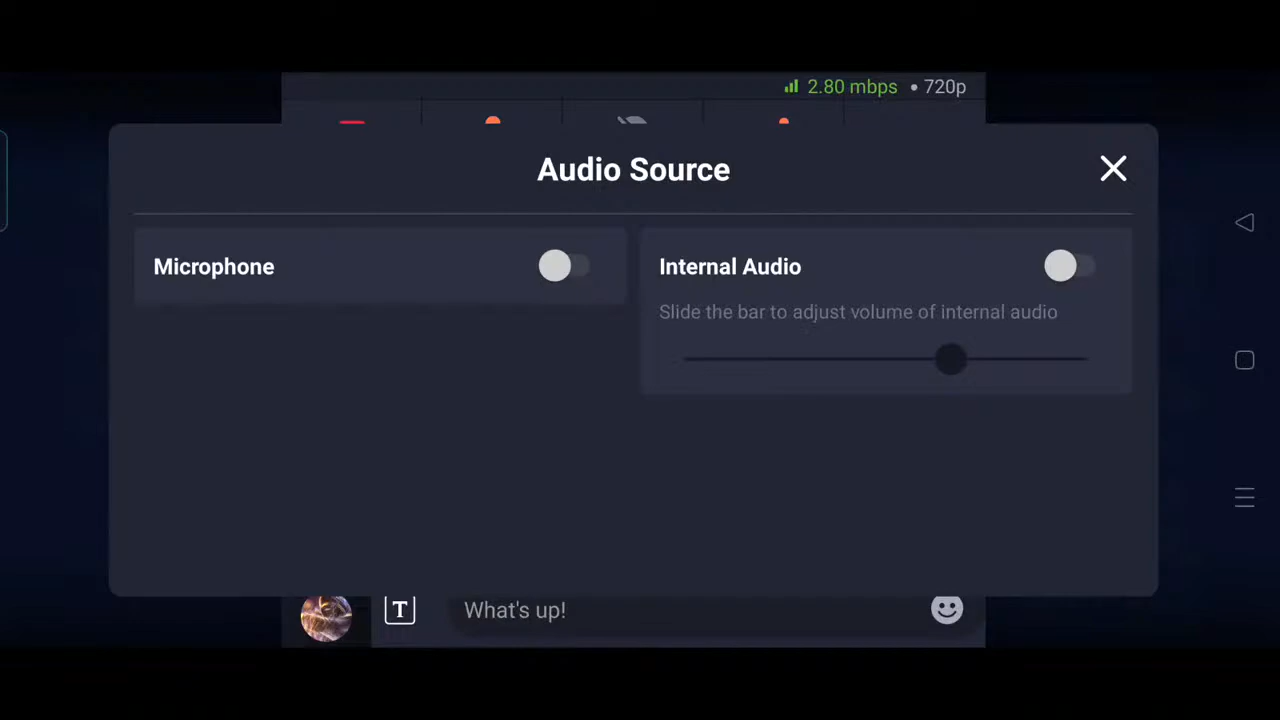 2.80 mbps • 720p
Audio Source
Microphone
Internal Audio
Slide the bar to adjust volume of internal audio
T
What's up!